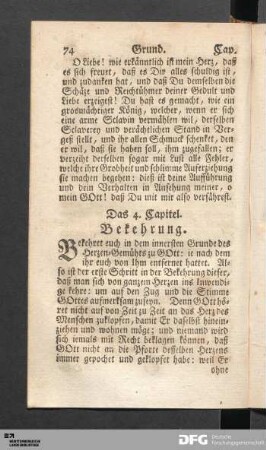 74 Grund. Cap.
O Liebe! wie erkänntlich ist mein Herz, daß
es sich freut, daß es Dir alles schuldig ist,
und zudanken hat, und daß Du demselben die
Schäze und Reichtühmer deiner Gedult und
Liebe erzeigest! Du hast es gemacht, wie ein
großmächtiger König, welcher, wenn er sich
eine arme Sclavin vermählen wil, derselben
Sclaverey und verächtlichen Stand in Ver-
geß stellt, und ihr allen Schmuck schenket, den
er wil, daß sie haben soll, ihm zugefallen; er
verzeiht derselben sogar mit Lust alle Fehler,
welche ihre Grobheit und schlimme Auferziehung
sie machen begehen: dieß ist deine Aufführung
und dein Verhalten in Ansehung meiner, o
mein GOtt! daß Du mit mir also verfährest.
Das 4. Capitel.
Bekehrung.
Bekehret euch in dem innersten Grunde des
Herzen-Gemühts zu GOtt: ie nach dem
ihr euch von Ihm entfernet hattet. Al-
so ist der erste Schritt in der Bekehrung dieser,
daß man sich von ganzem Herzen ins Inwendi-
ge kehre: um auf den Zug und die Stimme
GOttes aufmerksam zuseyn. Denn GOtt hö-
ret nicht auf von Zeit zu Zeit an das Herz des
Menschen zuklopfen, damit Er daselbst hinein-
ziehen und wohnen möge: und niemand wird
sich iemals mit Recht beklagen können, daß
GOtt nicht an die Pforte desselben Herzens
immer gepochet und geklopfet habe: weil Er
ohne
DFG Deutsche
Forschungsgemeinschaft